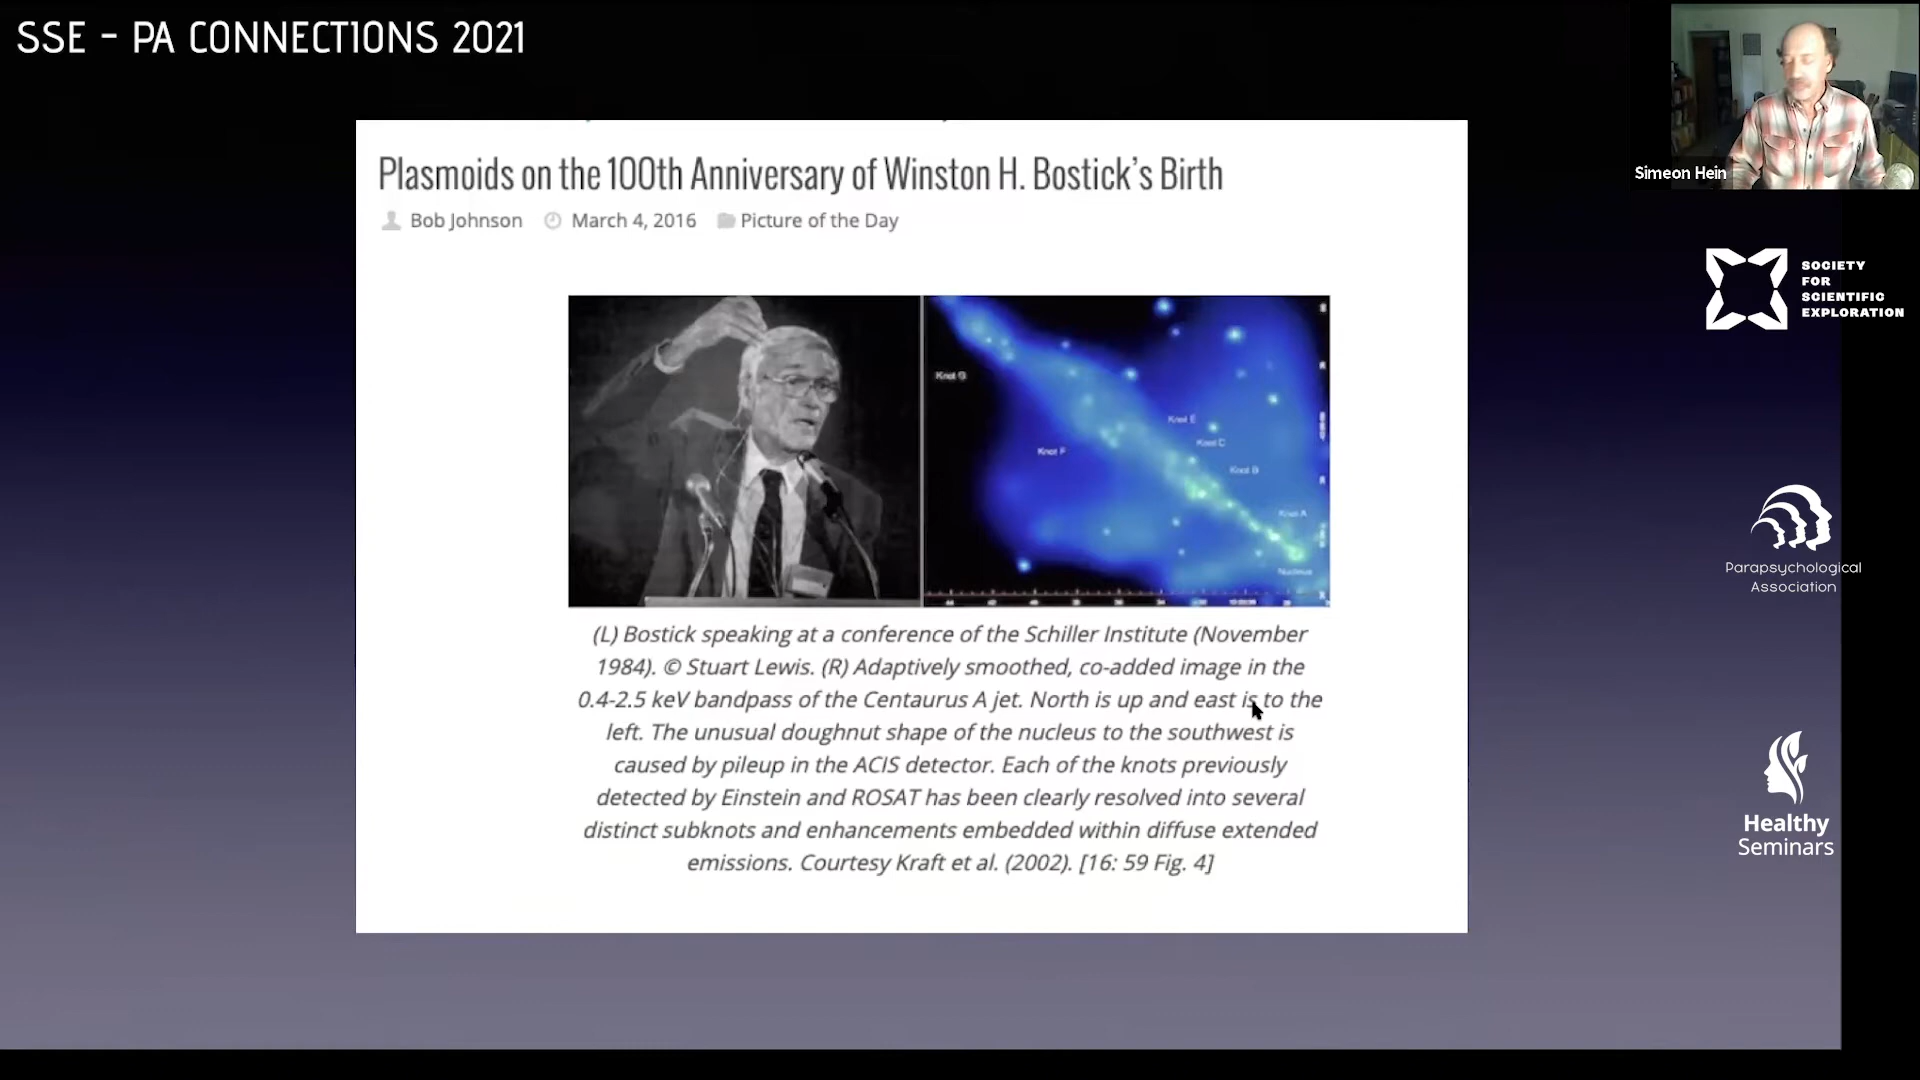 SSE - PA CONNECTIONS 2021
Simeon Hein
Plasmoids on the 100th Anniversary of Winston H. Bostick's Birth
Bob Johnson March 4, 2016 Picture of the Day
Knot G
Knot E
Knot C
Knot F
Knot B
Knot A
Nucleus
(L) Bostick speaking at a conference of the Schiller Institute (November
1984). © Stuart Lewis. (R) Adaptively smoothed, co-added image in the
0.4-2.5 keV bandpass of the Centaurus A jet. North is up and east is to the
left. The unusual doughnut shape of the nucleus to the southwest is
caused by pileup in the ACIS detector. Each of the knots previously
detected by Einstein and ROSAT has been clearly resolved into several
distinct subknots and enhancements embedded within diffuse extended
emissions. Courtesy Kraft et al. (2002). [16: 59 Fig. 4]
SOCIETY
FOR
SCIENTIFIC
EXPLORATION
Parapsychological
Association
Healthy
Seminars